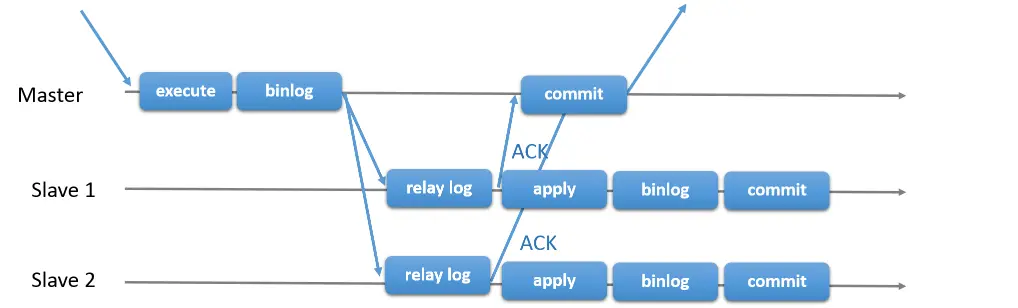 Master execute binlog commit
ACK
Slave 1 relay log apply binlog commit
ACK
Slave 2 relay log apply binlog commit